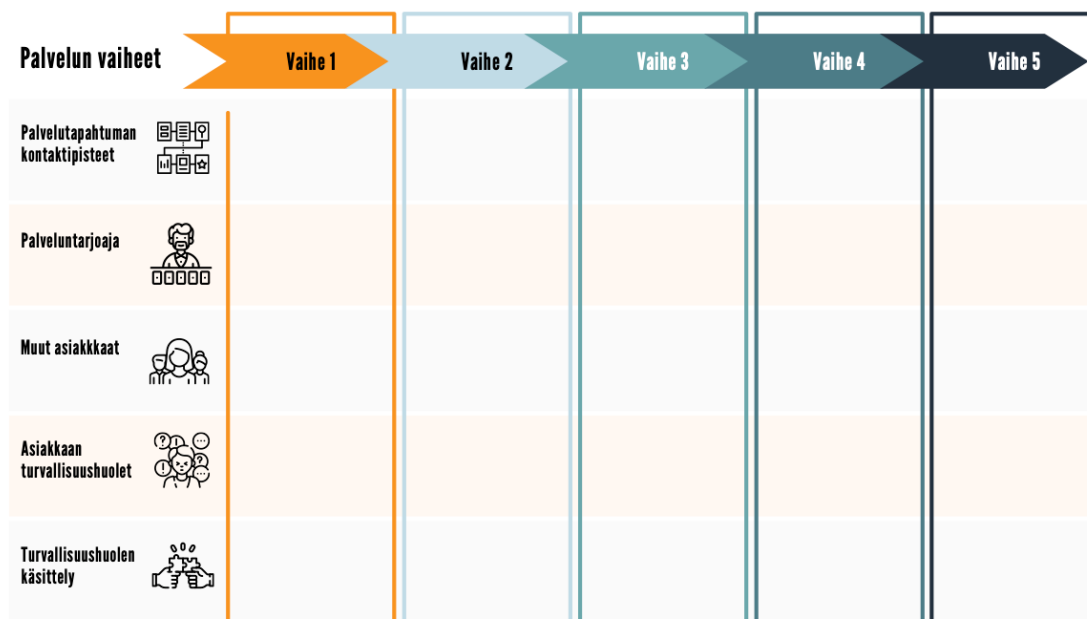 Palvelun vaiheet
Vaihe 1
Vaihe 2
Vaihe 3
Vaihe 4
Vaihe 5
Palvelutapahtuman
kontaktipisteet
Palveluntarjoaja
Muut asiakkkaat
Asiakkaan
turvallisuushuolet
Turvallisuushuolen
käsittely